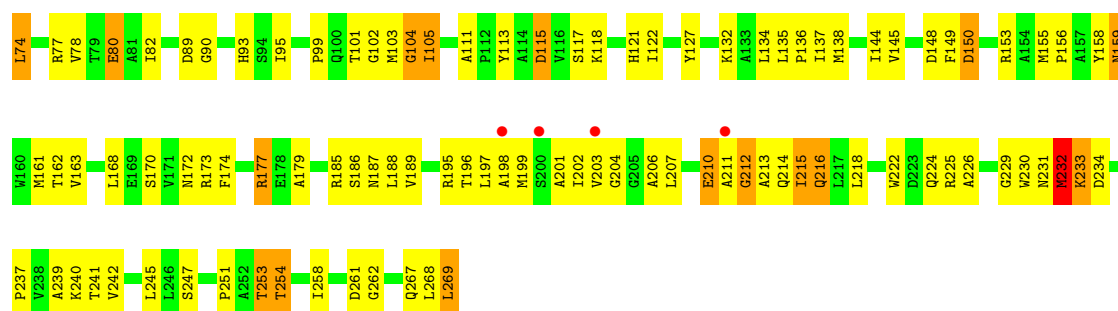 L74 R77 V78 T79 E80 A81 I82 D89 G90 H93 S94 I95 P99 Q100 T101 G102 M103 G104 I105 A111 P112 Y113 A114 D115 V116 S117 K118 H121 I122 Y127 K132 A133 L134 L135 P136 I137 M138 I144 V145 D148 F149 D150 R153 A154 M155 P156 A157 Y158 N159
W160 M161 T162 V163 L168 E169 S170 V171 N172 R173 F174 R177 E178 A179 R185 S186 N187 L188 V189 R195 T196 L197 A198 M199 S200 A201 I202 V203 G204 G205 A206 L207 E210 A211 G212 A213 Q214 I215 Q216 L217 L218 W222 D223 Q224 R225 A226 G229 W230 N231 M232 K233 D234
P237 V238 A239 K240 T241 V242 L245 L246 S247 P251 A252 T253 T254 I258 D261 G262 Q267 L268 L269